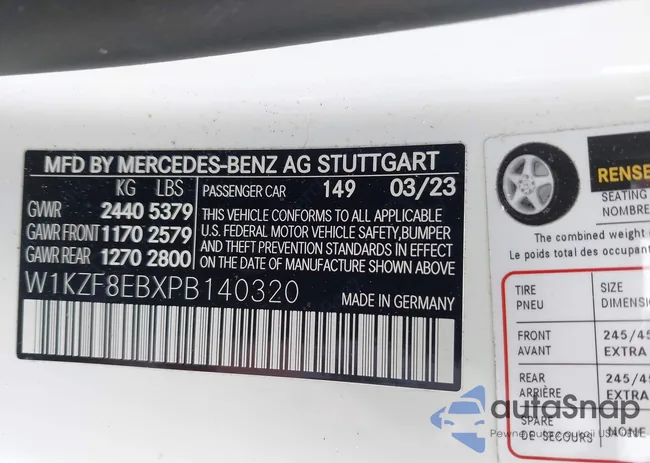 MFD BY MERCEDES-BENZ AG STUTTGART
KG LBS
GVWR 2440 5379
GAWR FRONT 1170 2579
GAWR REAR 1270 2800
PASSENGER CAR 149 03/23
THIS VEHICLE CONFORMS TO ALL APPLICABLE
U.S. FEDERAL MOTOR VEHICLE SAFETY,BUMPER
AND THEFT PREVENTION STANDARDS IN EFFECT
ON THE DATE OF MANUFACTURE SHOWN ABOVE.
W1KZF8EBXPB140320
MADE IN GERMANY
RENSE
SEATING
NOMBRE
The combined weight
Le poids total des occupant
TIRE
PNEU
SIZE
DIMENSIO
FRONT
AVANT
245/45
EXTRA
REAR
ARRIÈRE
245/45
EXTRA
SPARE
DE SECOURS
NONE
autaSnap